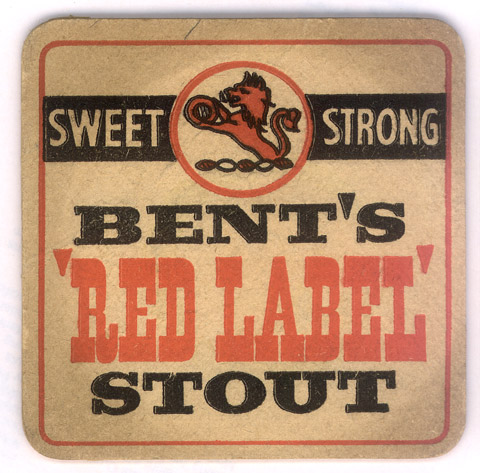 SWEET STRONG
BENT'S
'RED LABEL'
STOUT